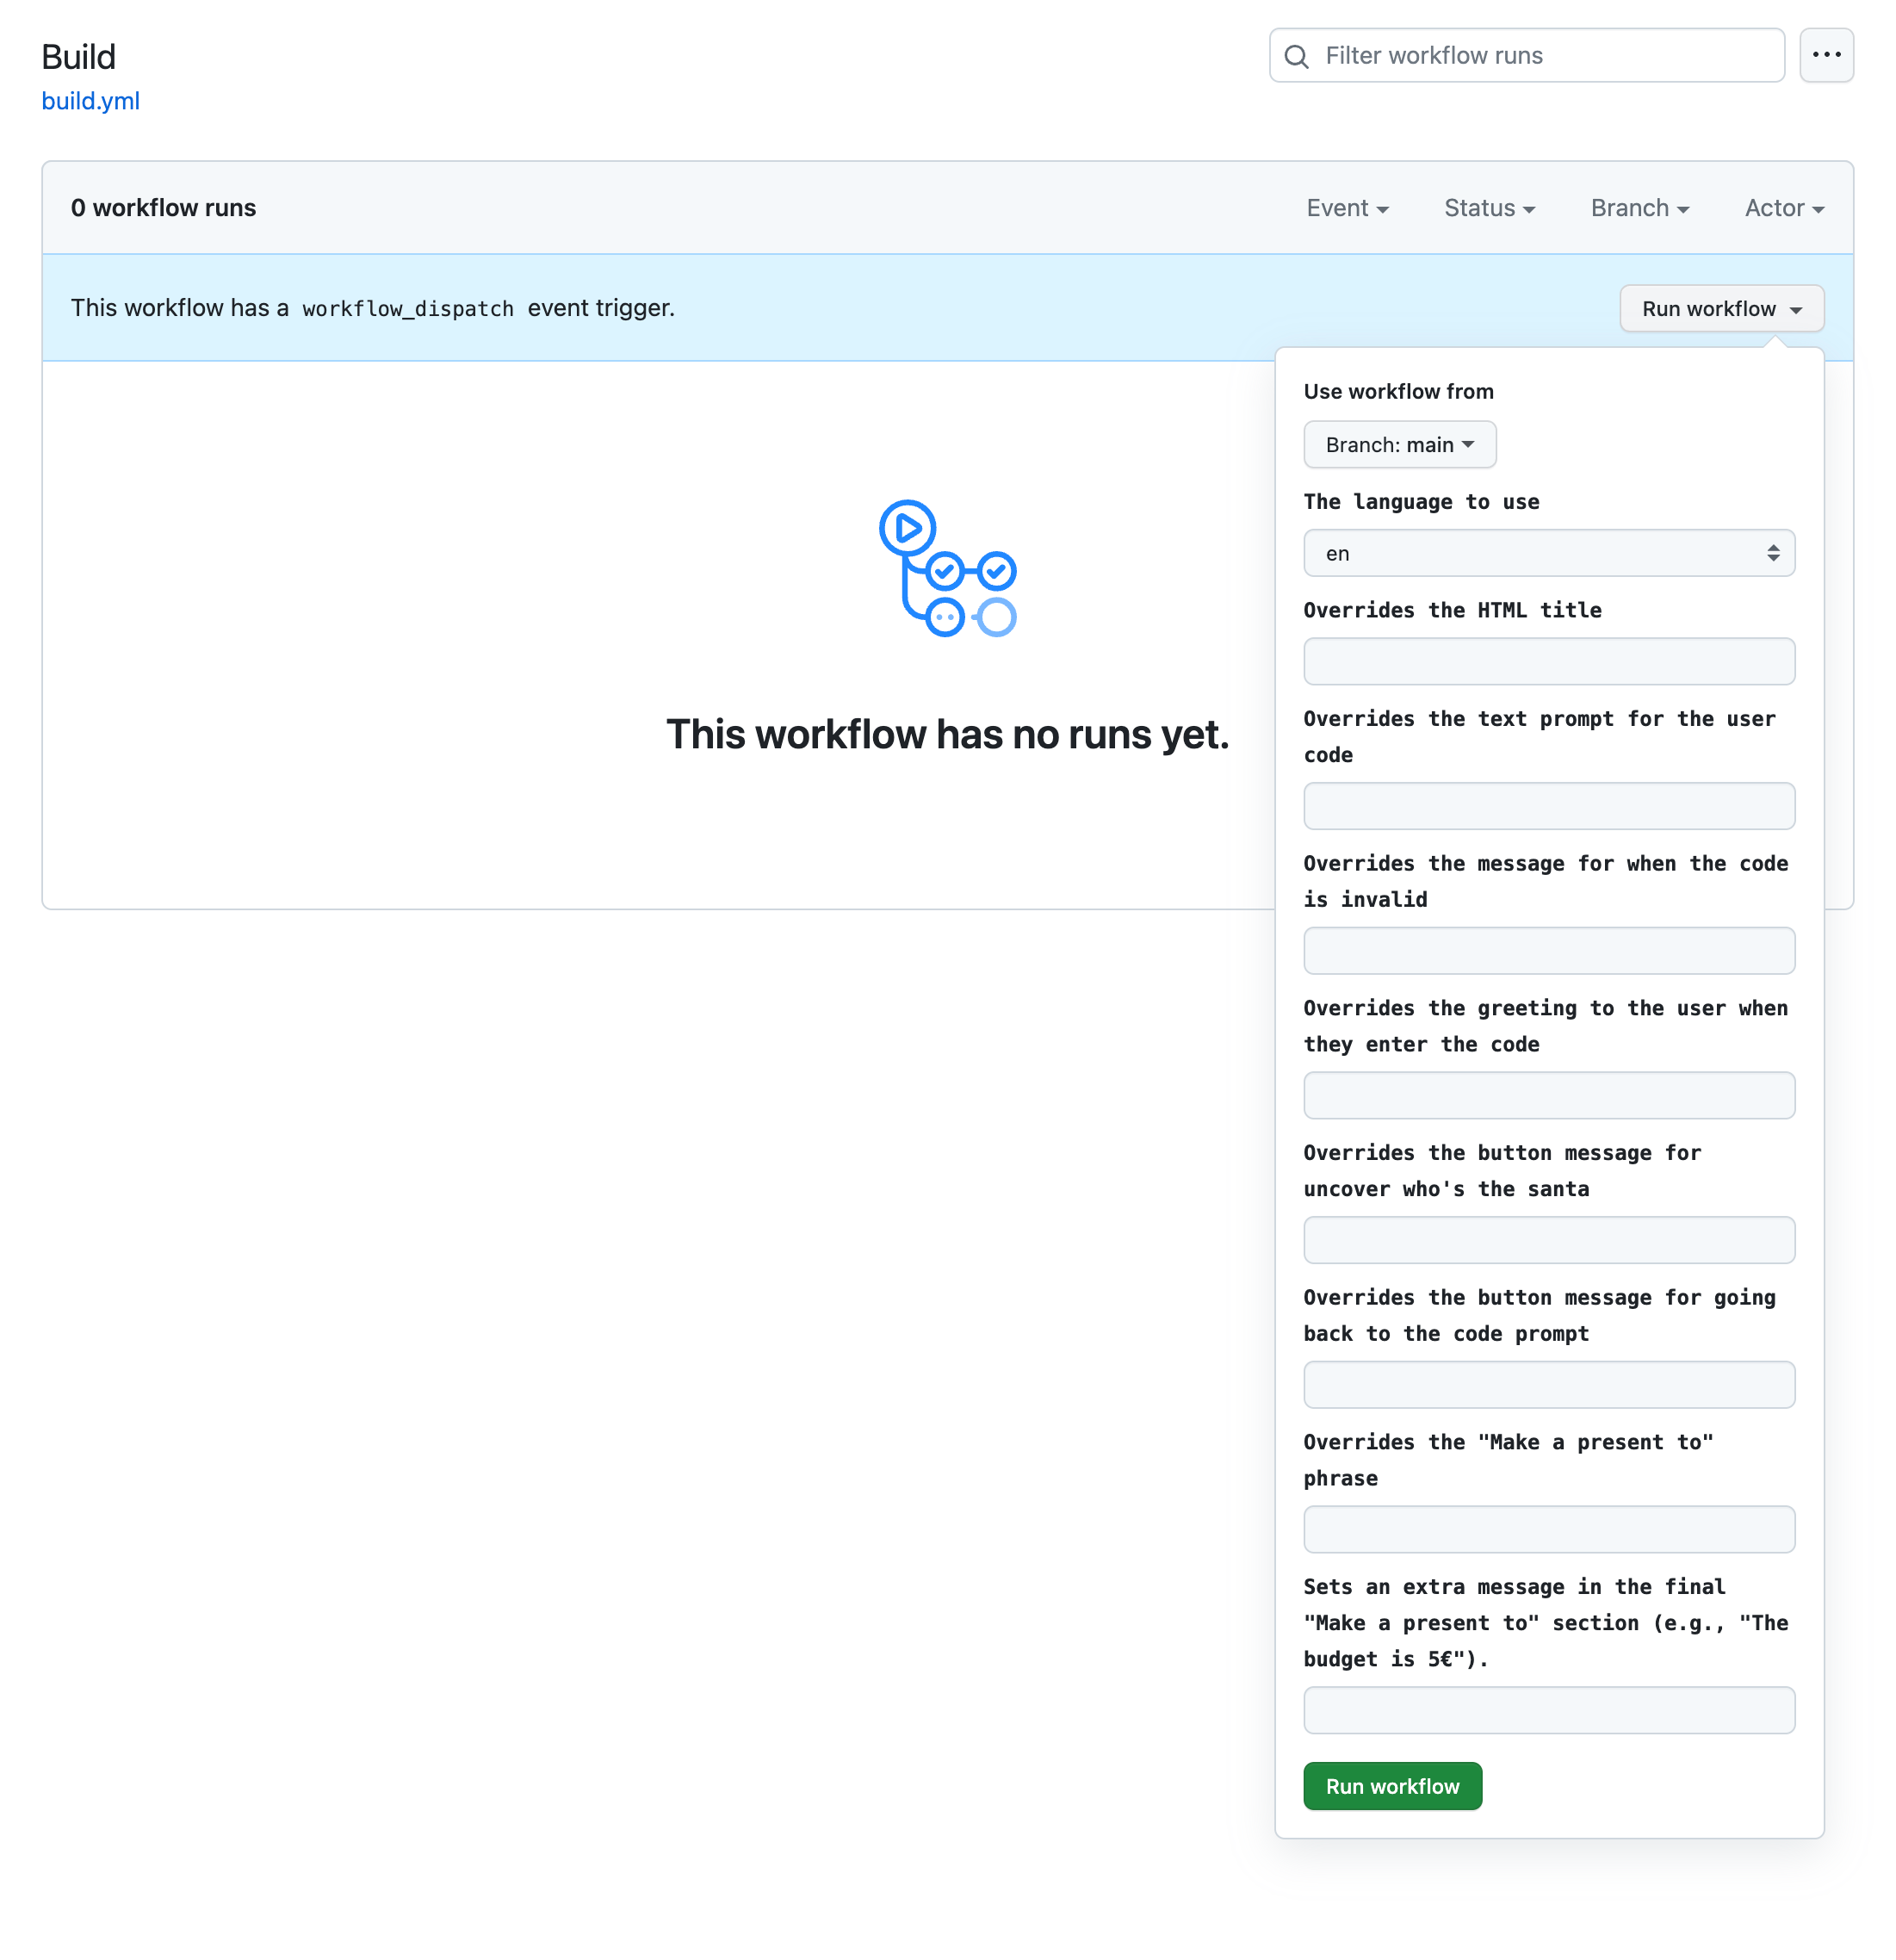 Build
Filter workflow runs
build.yml
0 workflow runs
Event
Status
Branch
Actor
This workflow has a workflow_dispatch event trigger.
Run workflow
This workflow has no runs yet.
Use workflow from
Branch: main
The language to use
en
Overrides the HTML title
Overrides the text prompt for the user
code
Overrides the message for when the code
is invalid
Overrides the greeting to the user when
they enter the code
Overrides the button message for
uncover who's the santa
Overrides the button message for going
back to the code prompt
Overrides the "Make a present to"
phrase
Sets an extra message in the final
"Make a present to" section (e.g., "The
budget is 5€").
Run workflow